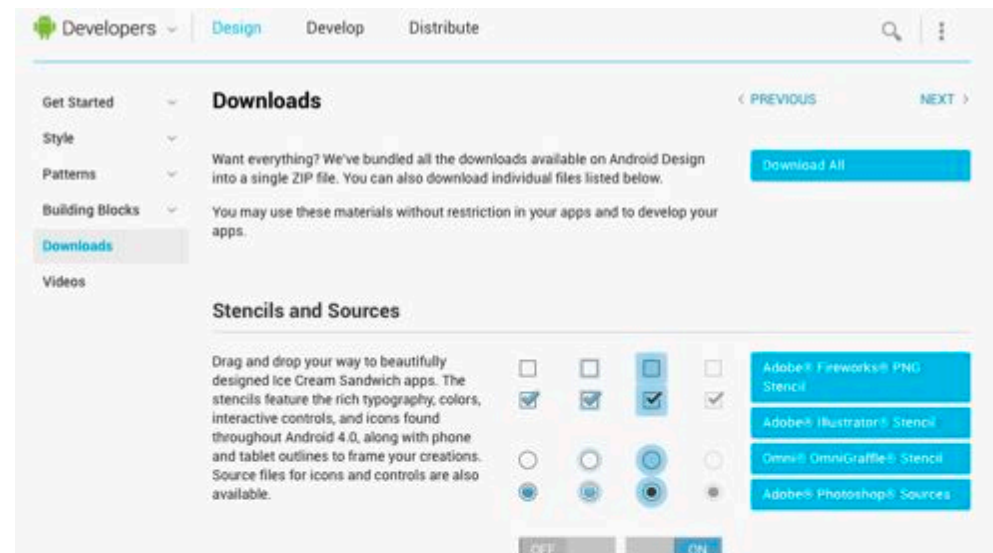 Developers
Design Develop Distribute
Get Started
Style
Patterns
Building Blocks
Downloads
Videos
Downloads
PREVIOUS
NEXT
Want everything? We've bundled all the downloads available on Android Design
into a single ZIP file. You can also download individual files listed below.
You may use these materials without restriction in your apps and to develop your
apps.
Download All
Stencils and Sources
Drag and drop your way to beautifully
designed Ice Cream Sandwich apps. The
stencils feature the rich typography, colors,
interactive controls, and icons found
throughout Android 4.0, along with phone
and tablet outlines to frame your creations.
Source files for icons and controls are also
available.
OFF
ON
Adobe® Fireworks® PNG
Stencil
Adobe® Illustrator® Stencil
Omni® OmniGraffle® Stencil
Adobe® Photoshop® Sources